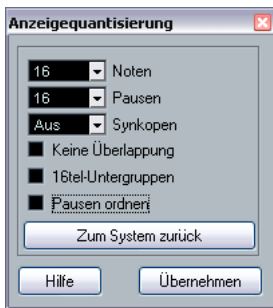 Anzeigequantisierung
16 Noten
16 Pausen
Aus Synkopen
Keine Überlappung
16tel-Untergruppen
Pausen ordnen
Zum System zurück
Hilfe Übernehmen